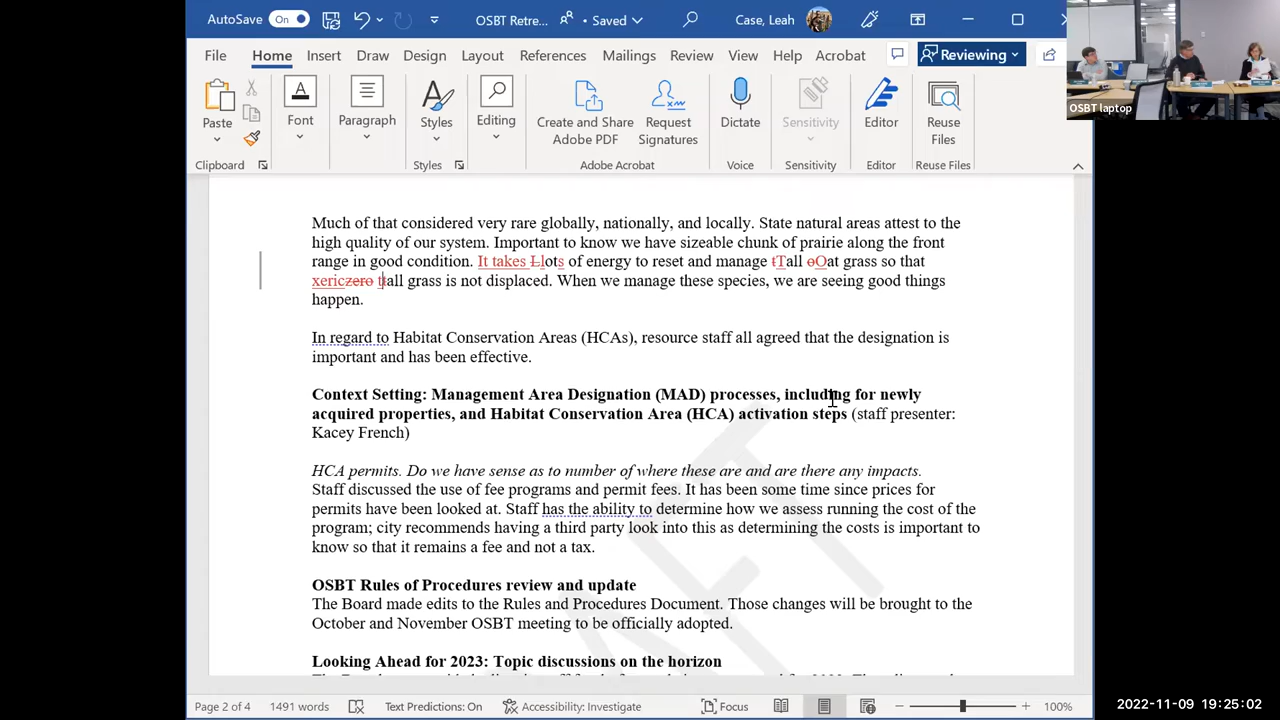 AutoSave On OSBT Retre... • Saved Case, Leah
File Home Insert Draw Design Layout References Mailings Review View Help Acrobat Reviewing
Paste Font Paragraph Styles Editing Create and Share Adobe PDF Request Signatures Dictate Sensitivity Editor Reuse Files
Clipboard Styles Adobe Acrobat Voice Sensitivity Editor Reuse Files
OSBT laptop
Much of that considered very rare globally, nationally, and locally. State natural areas attest to the
high quality of our system. Important to know we have sizeable chunk of prairie along the front
range in good condition. It takes Llots of energy to reset and manage tTall oOat grass so that
xericzero ttall grass is not displaced. When we manage these species, we are seeing good things
happen.
In regard to Habitat Conservation Areas (HCAs), resource staff all agreed that the designation is
important and has been effective.
Context Setting: Management Area Designation (MAD) processes, including for newly
acquired properties, and Habitat Conservation Area (HCA) activation steps (staff presenter:
Kacey French)
HCA permits. Do we have sense as to number of where these are and are there any impacts.
Staff discussed the use of fee programs and permit fees. It has been some time since prices for
permits have been looked at. Staff has the ability to determine how we assess running the cost of the
program; city recommends having a third party look into this as determining the costs is important to
know so that it remains a fee and not a tax.
OSBT Rules of Procedures review and update
The Board made edits to the Rules and Procedures Document. Those changes will be brought to the
October and November OSBT meeting to be officially adopted.
Looking Ahead for 2023: Topic discussions on the horizon
Page 2 of 4 1491 words Text Predictions: On Accessibility: Investigate Focus 100%
2022-11-09 19:25:02